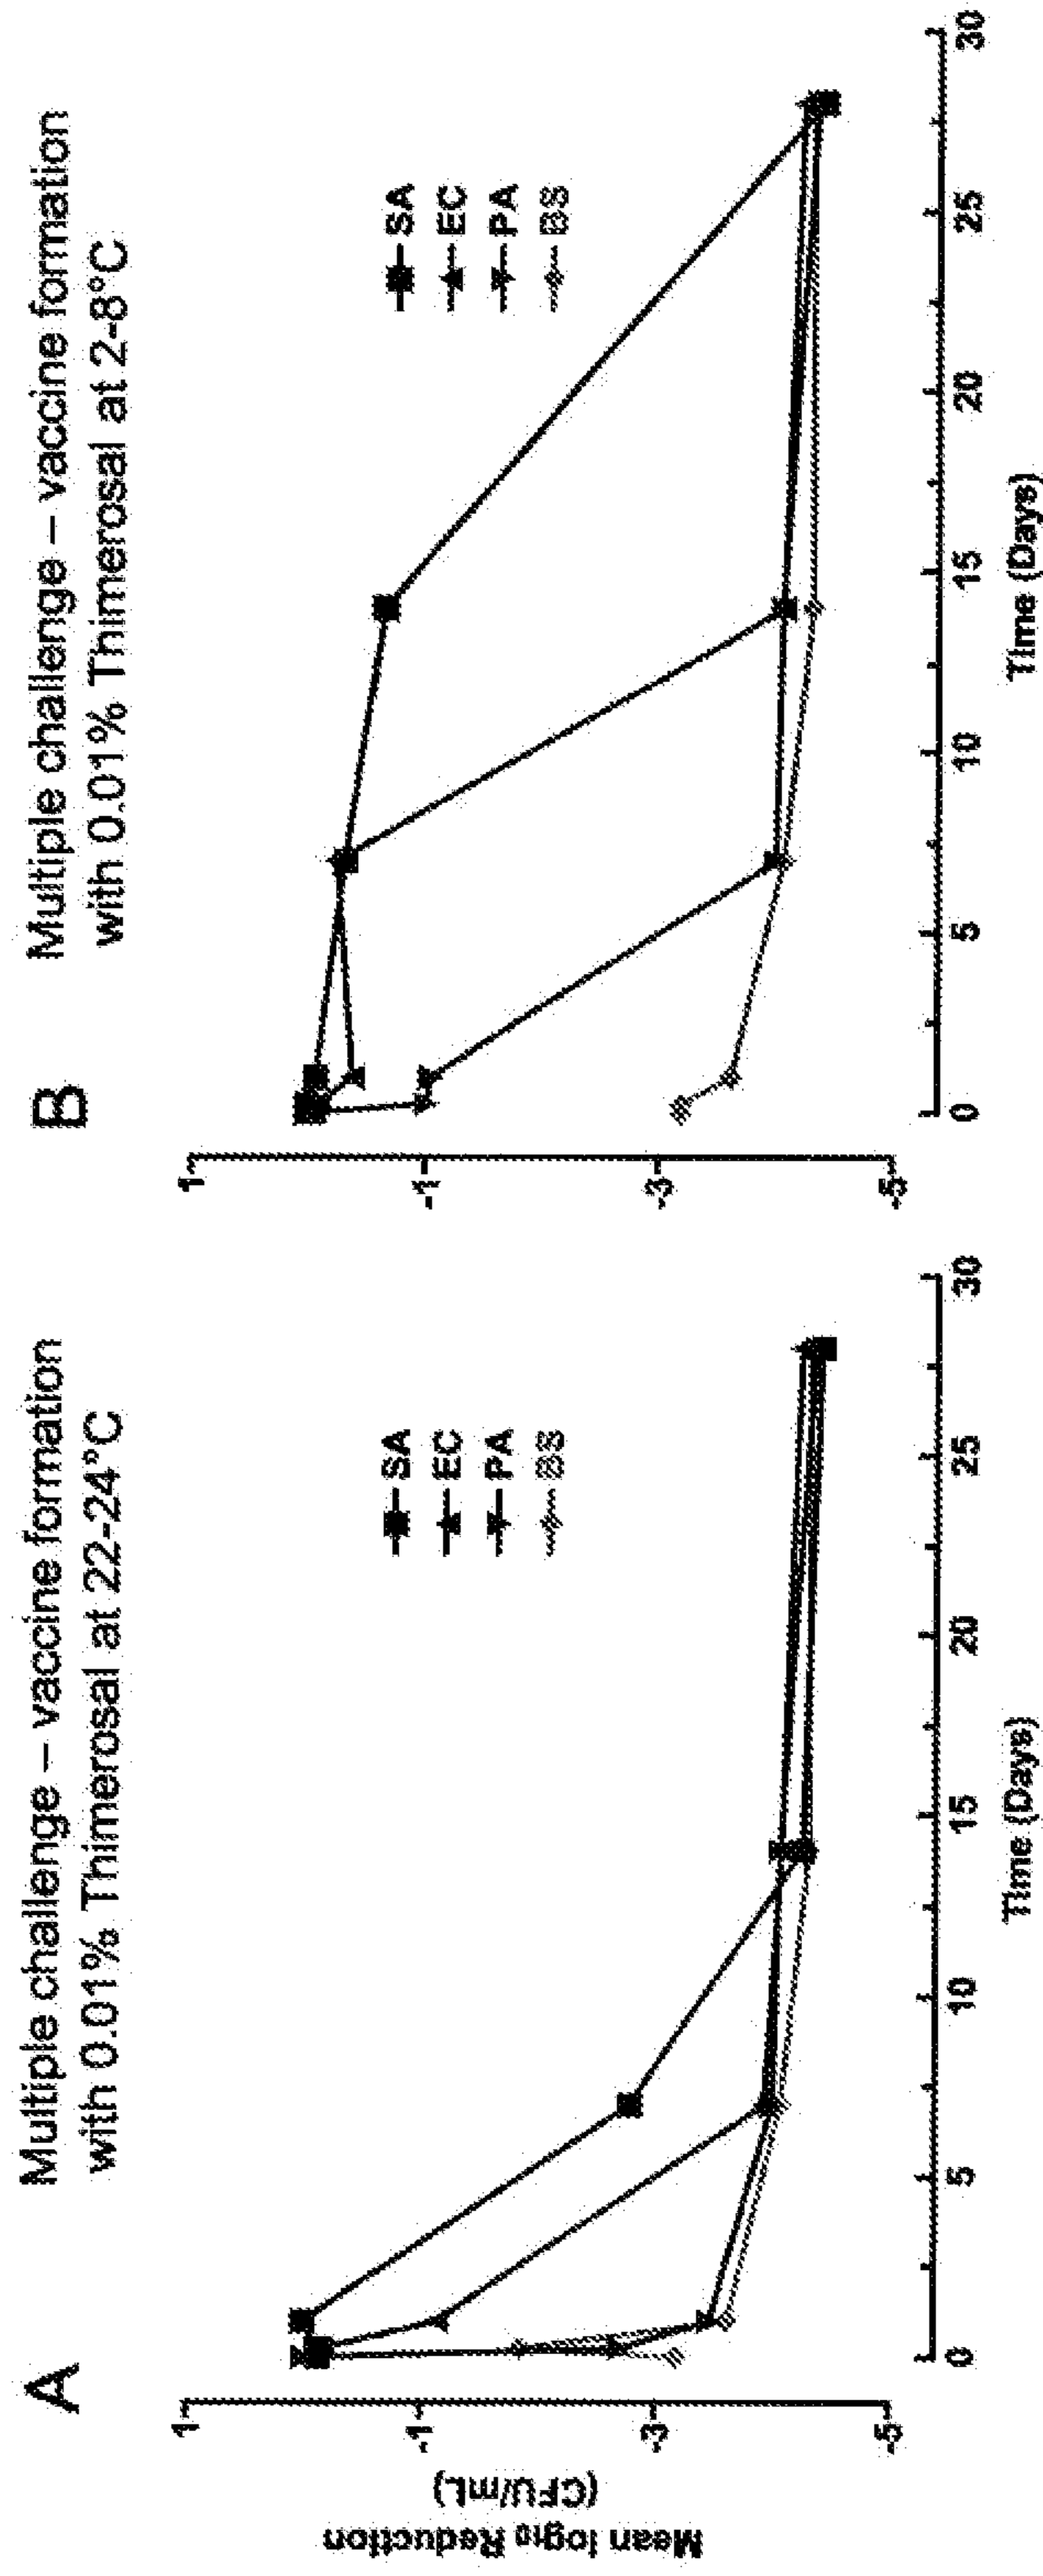 A
Multiple challenge – vaccine formation
with 0.01% Thimerosal at 22-24°C
Mean log10 Reduction
(CFU/mL)
1
-1
-3
-5
SA
EC
PA
BS
0 5 10 15 20 25 30
Time (Days)
B
Multiple challenge – vaccine formation
with 0.01% Thimerosal at 2-8°C
1
-1
-3
-5
SA
EC
PA
BS
0 5 10 15 20 25 30
Time (Days)